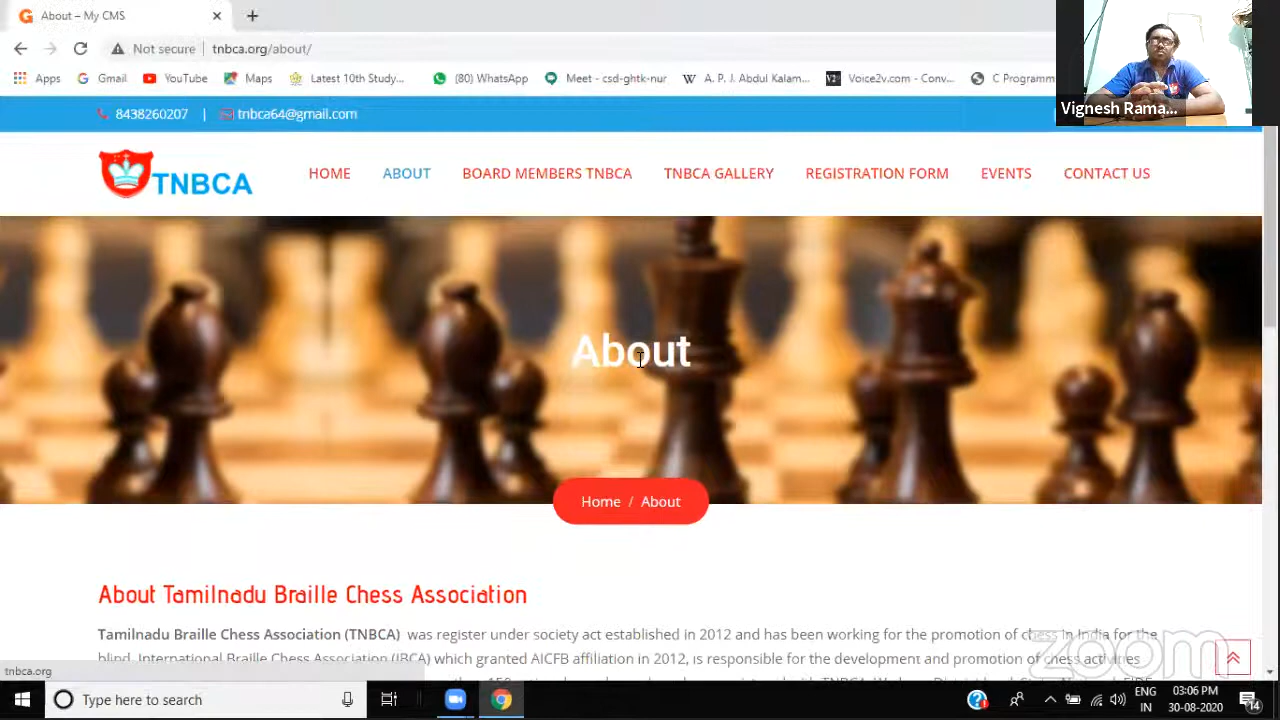 About – My CMS
Not secure tnbca.org/about/
Apps Gmail YouTube Maps Latest 10th Study... (80) WhatsApp Meet - csd-ghtk-nur A. P. J. Abdul Kalam... Voice2v.com - Conv... C Programm
Vignesh Rama...
8438260207 | tnbca64@gmail.com
TNBCA
HOME ABOUT BOARD MEMBERS TNBCA TNBCA GALLERY REGISTRATION FORM EVENTS CONTACT US
About
Home / About
About Tamilnadu Braille Chess Association
Tamilnadu Braille Chess Association (TNBCA) was register under society act established in 2012 and has been working for the promotion of chess in India for the
blind. International Braille Chess Association (IBCA) which granted AICFB affiliation in 2012, is responsible for the development and promotion of chess activities
zoom
tnbca.org
Type here to search
ENG 03:06 PM
IN 30-08-2020
14